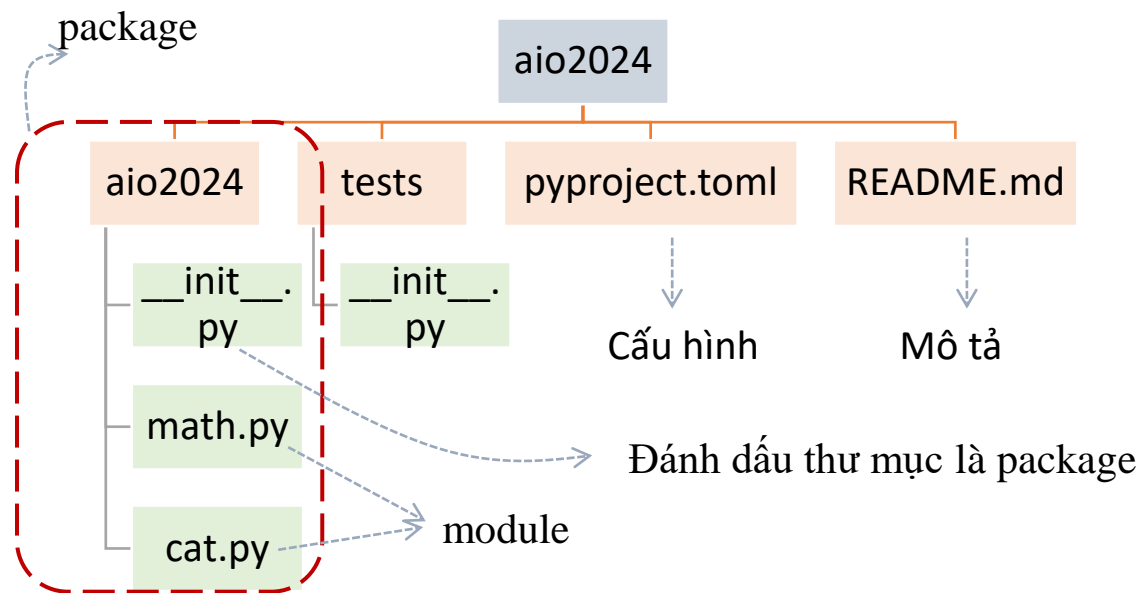 package
aio2024
aio2024
tests
pyproject.toml
README.md
__init__.
py
__init__.
py
Cấu hình
Mô tả
math.py
Đánh dấu thư mục là package
module
cat.py